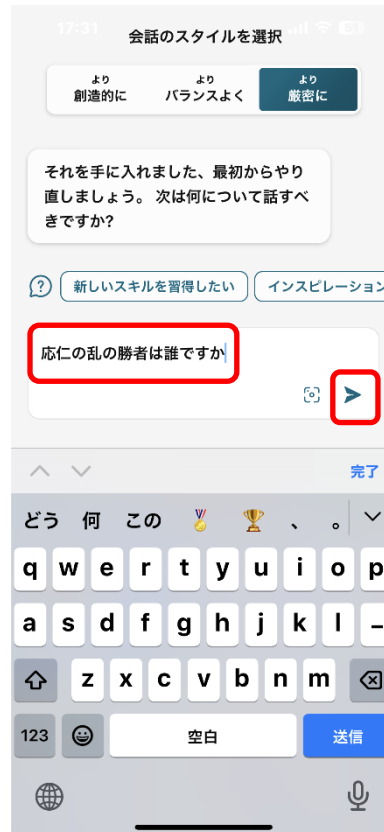 17:31
会話のスタイルを選択
より
創造的に
より
バランスよく
より
厳密に
それを手に入れました、最初からやり
直しましょう。 次は何について話すべ
きですか?
新しいスキルを習得したい
インスピレーション
応仁の乱の勝者は誰ですか
完了
どう 何 この 、 。
q w e r t y u i o p
a s d f g h j k l ー
z x c v b n m
123 空白 送信